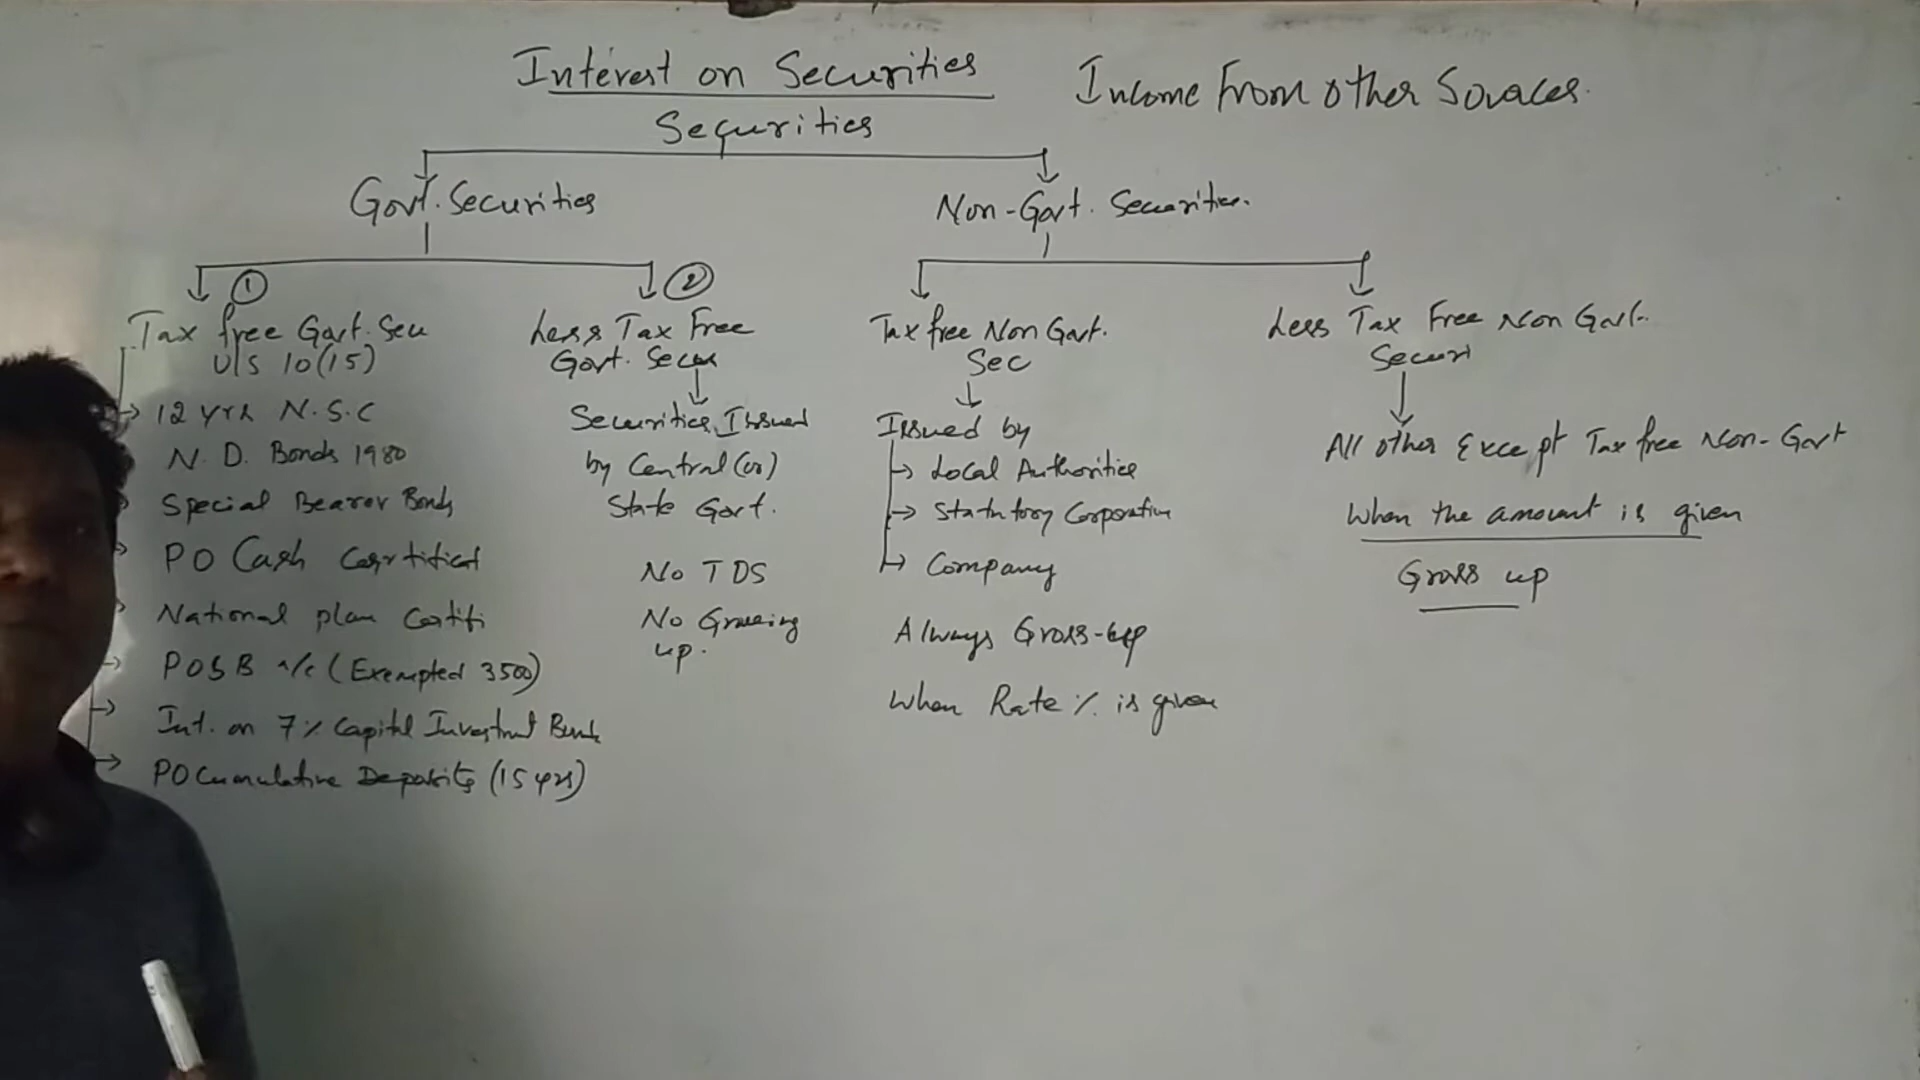 Interest on Securities
Income From Other Sources.
Securities
Govt. Securities
Non-Govt. Securities.
①
Tax free Govt. Secu
U/S 10(15)
12 yrs N.S.C
N. D. Bonds 1980
Special Bearer Bonds
PO Cash Certificat
National plan Certifi
POSB a/c (Exempted 3500)
Int. on 7% Capital Investment Bonds
PO Cumulative Deposits (15 yrs)
②
Less Tax Free
Govt. Secu
Securities Issued
by Central (or)
State Govt.
No TDS
No Grossing
up.
Tax free Non Govt.
Sec
Issued by
Local Authorities
Statutory Corporation
Company
Always Gross-up
When Rate % is given
Less Tax Free Non Govt.
Securi
All other Except Tax free Non-Govt
When the amount is given
Gross up